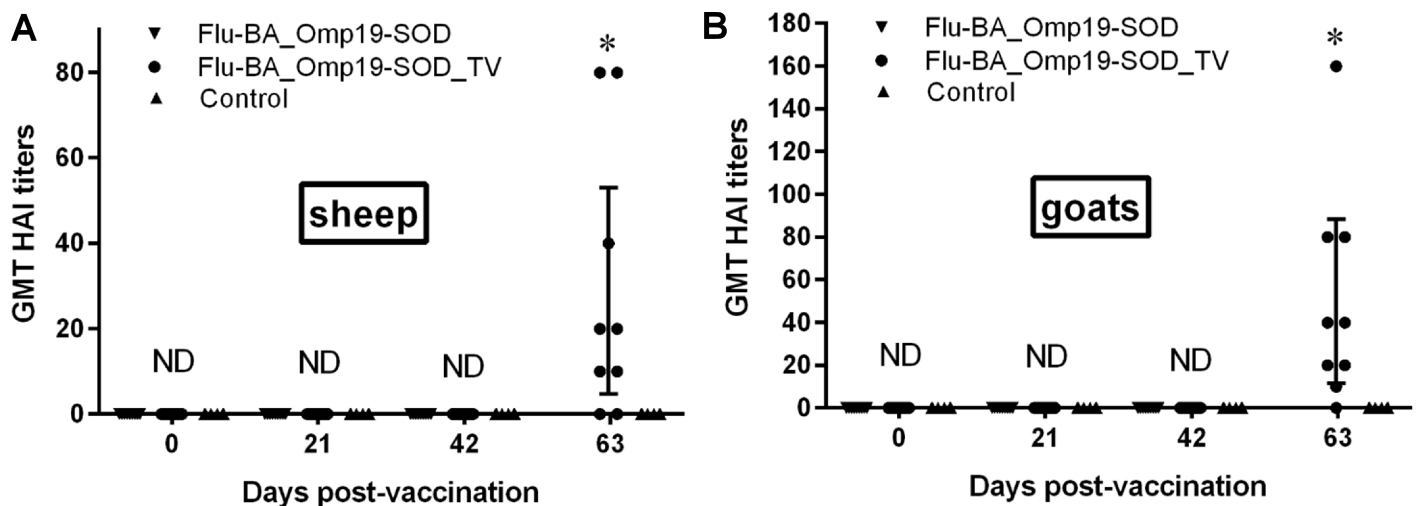 A
Flu-BA_Omp19-SOD
Flu-BA_Omp19-SOD_TV
Control
GMT HAI titers
80
60
40
20
0
sheep
*
ND
ND
ND
0
21
42
63
Days post-vaccination
B
Flu-BA_Omp19-SOD
Flu-BA_Omp19-SOD_TV
Control
GMT HAI titers
180
160
140
120
100
80
60
40
20
0
goats
*
ND
ND
ND
0
21
42
63
Days post-vaccination